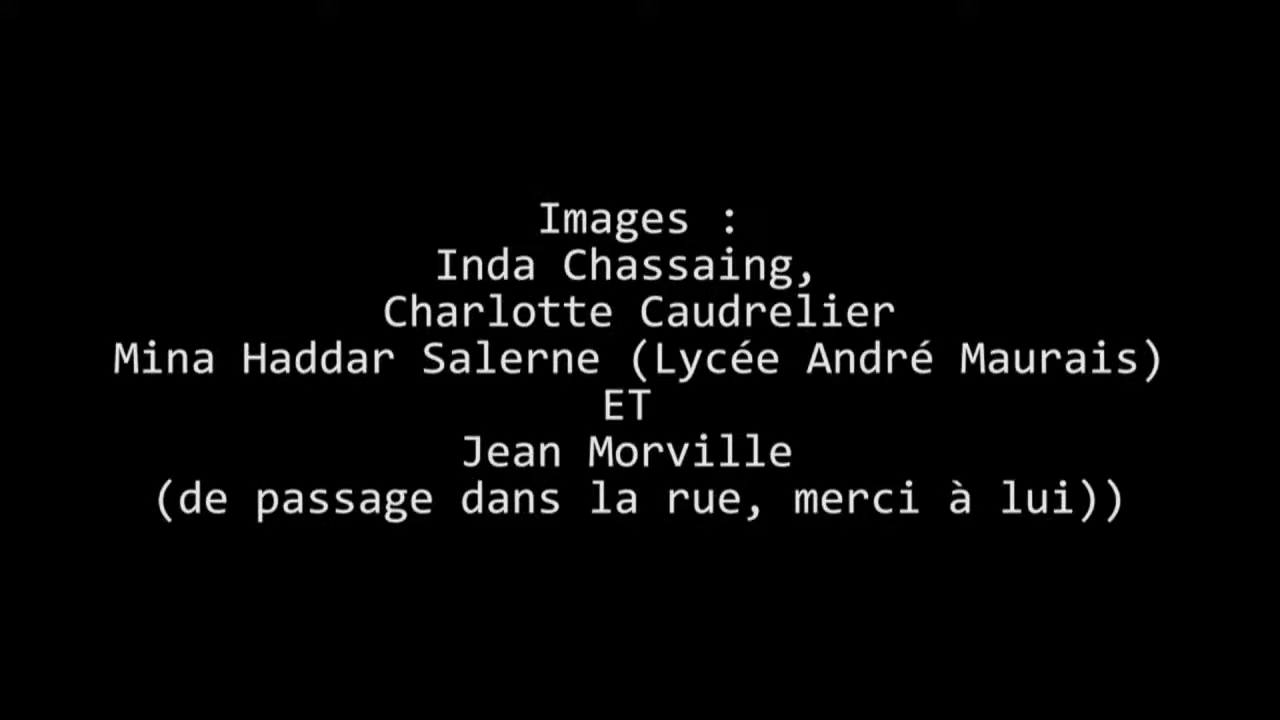 Images :
Inda Chassaing,
Charlotte Caudrelier
Mina Haddar Salerne (Lycée André Maurais)
ET
Jean Morville
(de passage dans la rue, merci à lui))